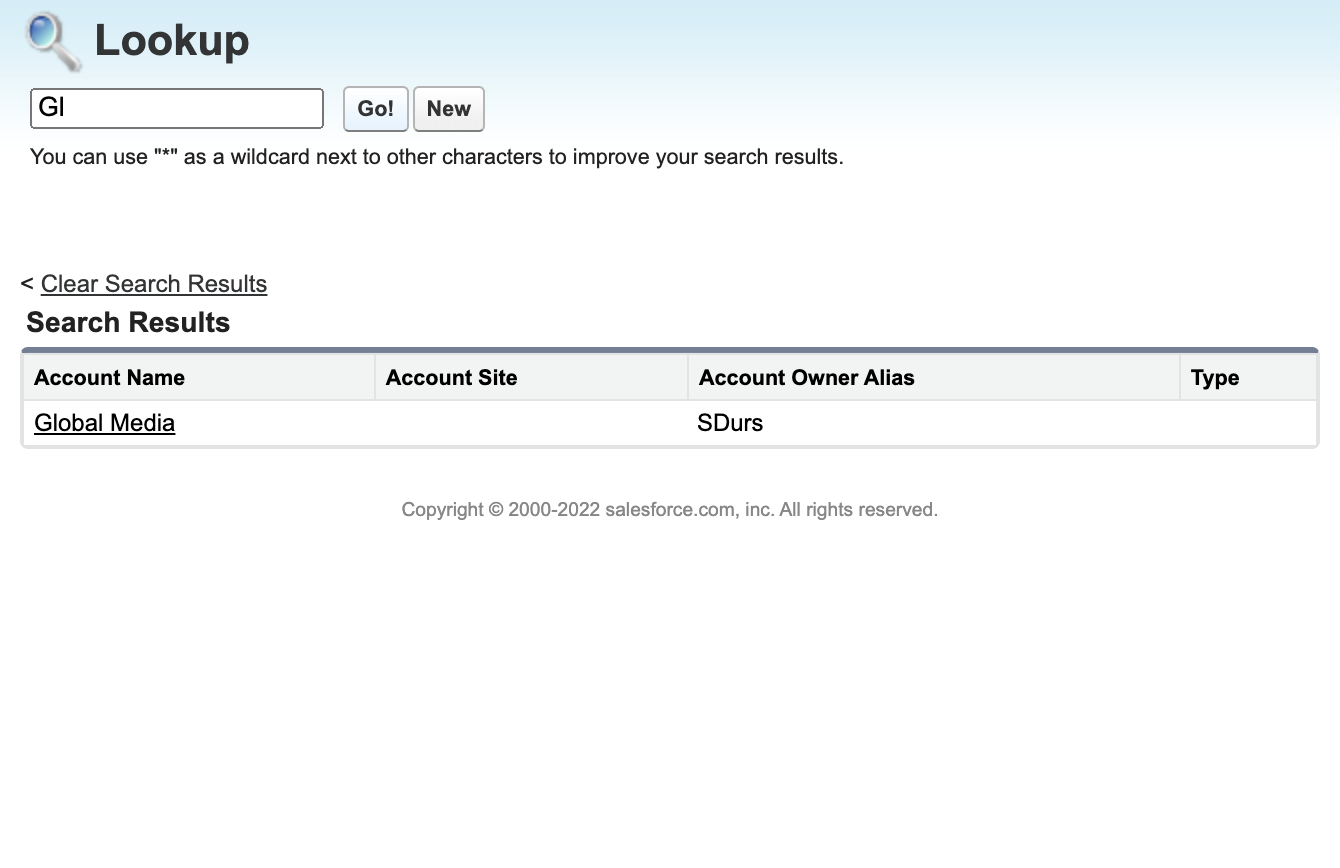 Lookup
Gl
Go! New
You can use "*" as a wildcard next to other characters to improve your search results.
< Clear Search Results
Search Results
Account Name Account Site Account Owner Alias Type
Global Media SDurs
Copyright © 2000-2022 salesforce.com, inc. All rights reserved.